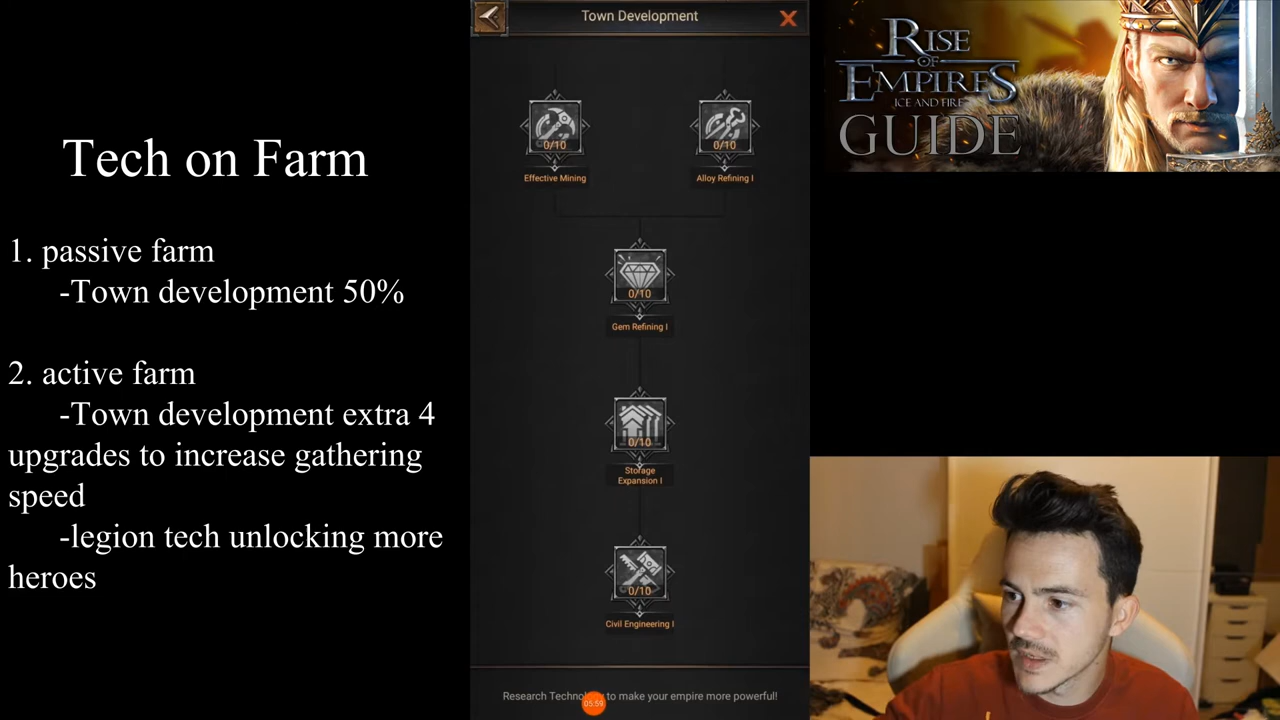 Tech on Farm
1. passive farm
-Town development 50%
2. active farm
-Town development extra 4
upgrades to increase gathering
speed
-legion tech unlocking more
heroes
Town Development
0/10
Effective Mining
0/10
Alloy Refining I
0/10
Gem Refining I
0/10
Storage
Expansion I
0/10
Civil Engineering I
Research to make your empire more powerful!
05:59
RISE
OF
EMPIRES
ICE AND FIRE
GUIDE